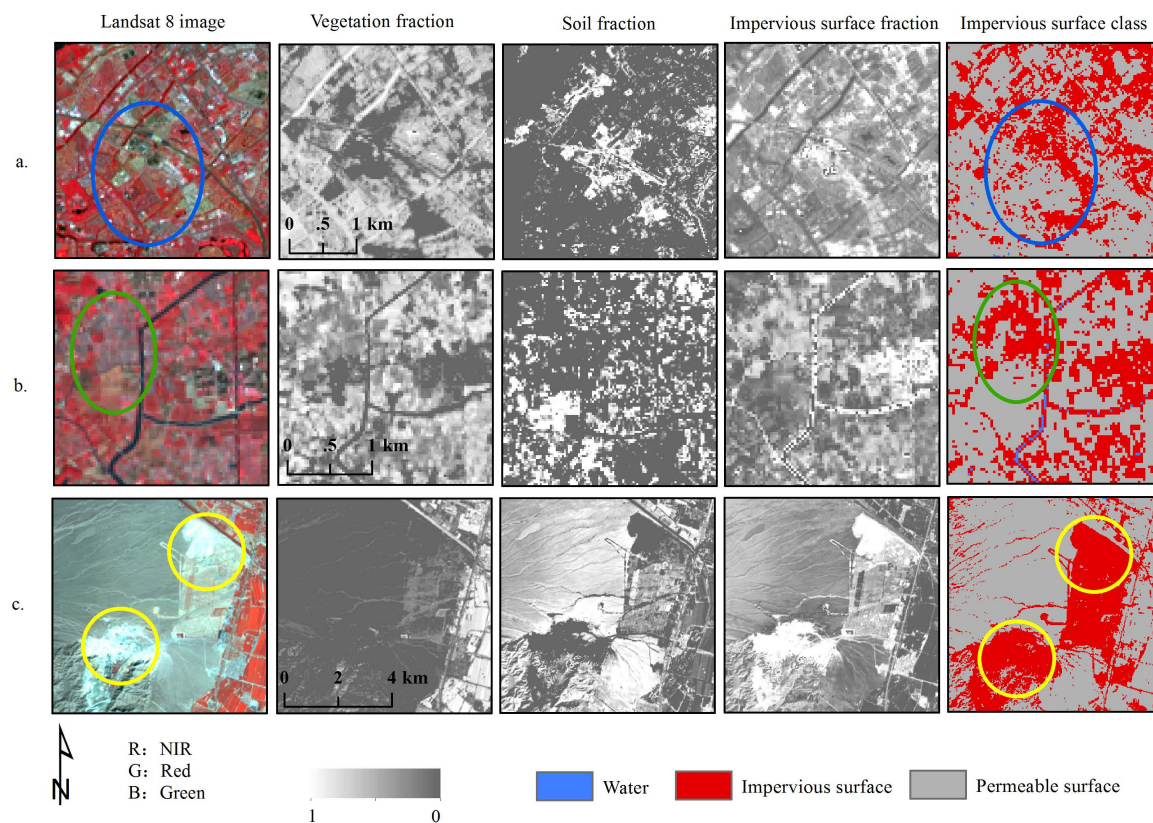 Landsat 8 image
Vegetation fraction
Soil fraction
Impervious surface fraction
Impervious surface class
a.
0 .5 1 km
b.
0 .5 1 km
c.
0 2 4 km
N
R: NIR
G: Red
B: Green
1 0
Water
Impervious surface
Permeable surface